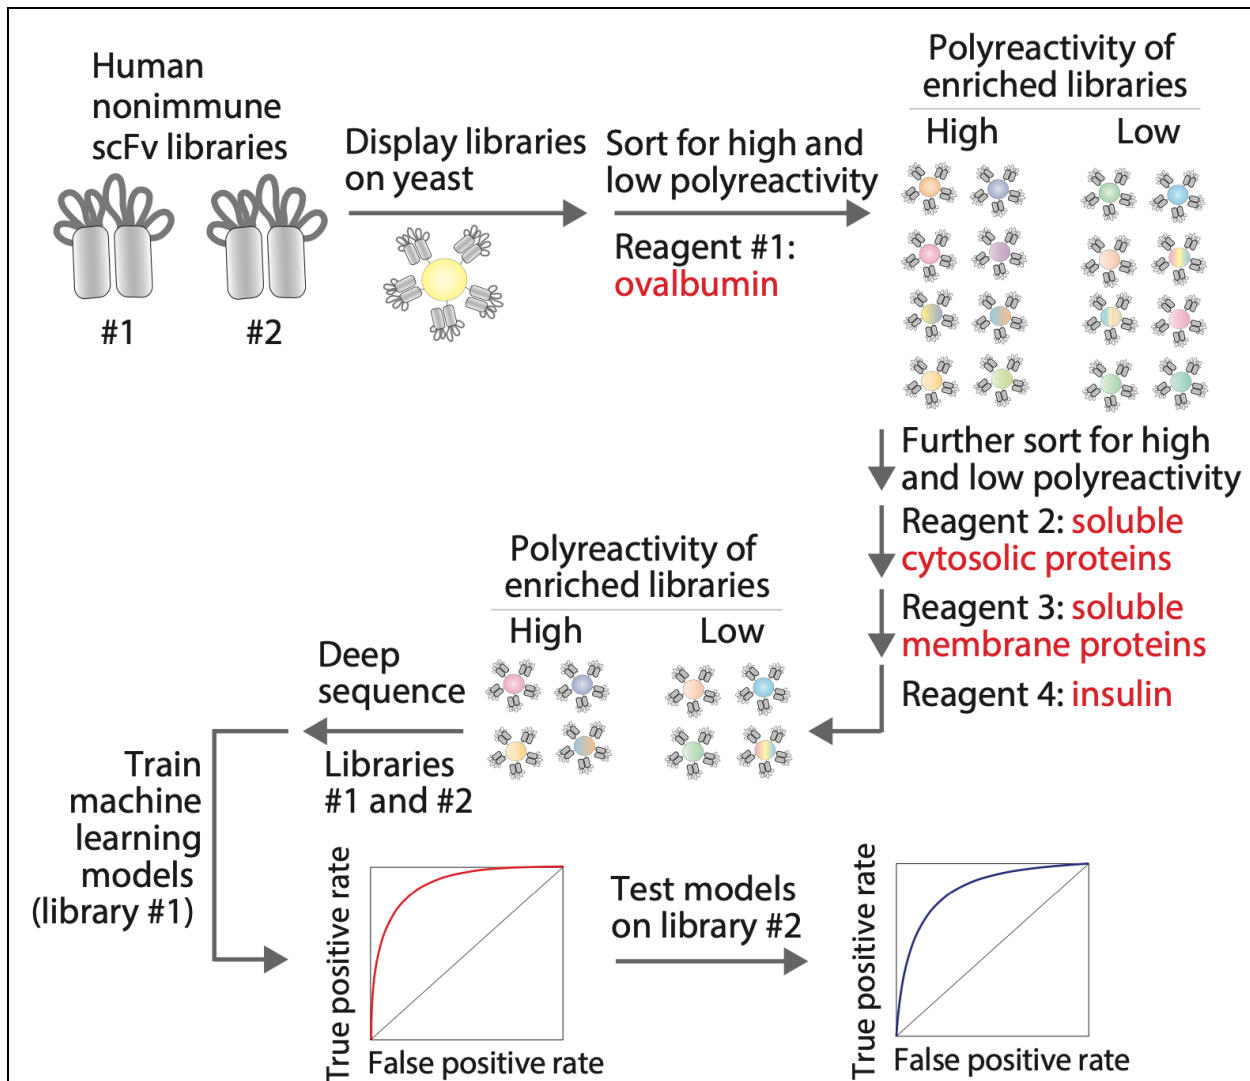 Human
nonimmune
scFv libraries
#1
#2
Display libraries
on yeast
Sort for high and
low polyreactivity
Reagent #1:
ovalbumin
Polyreactivity of
enriched libraries
High
Low
Further sort for high
and low polyreactivity
Reagent 2: soluble
cytosolic proteins
Reagent 3: soluble
membrane proteins
Reagent 4: insulin
Polyreactivity of
enriched libraries
High
Low
Deep
sequence
Libraries
#1 and #2
Train
machine
learning
models
(library #1)
True positive rate
False positive rate
Test models
on library #2
True positive rate
False positive rate